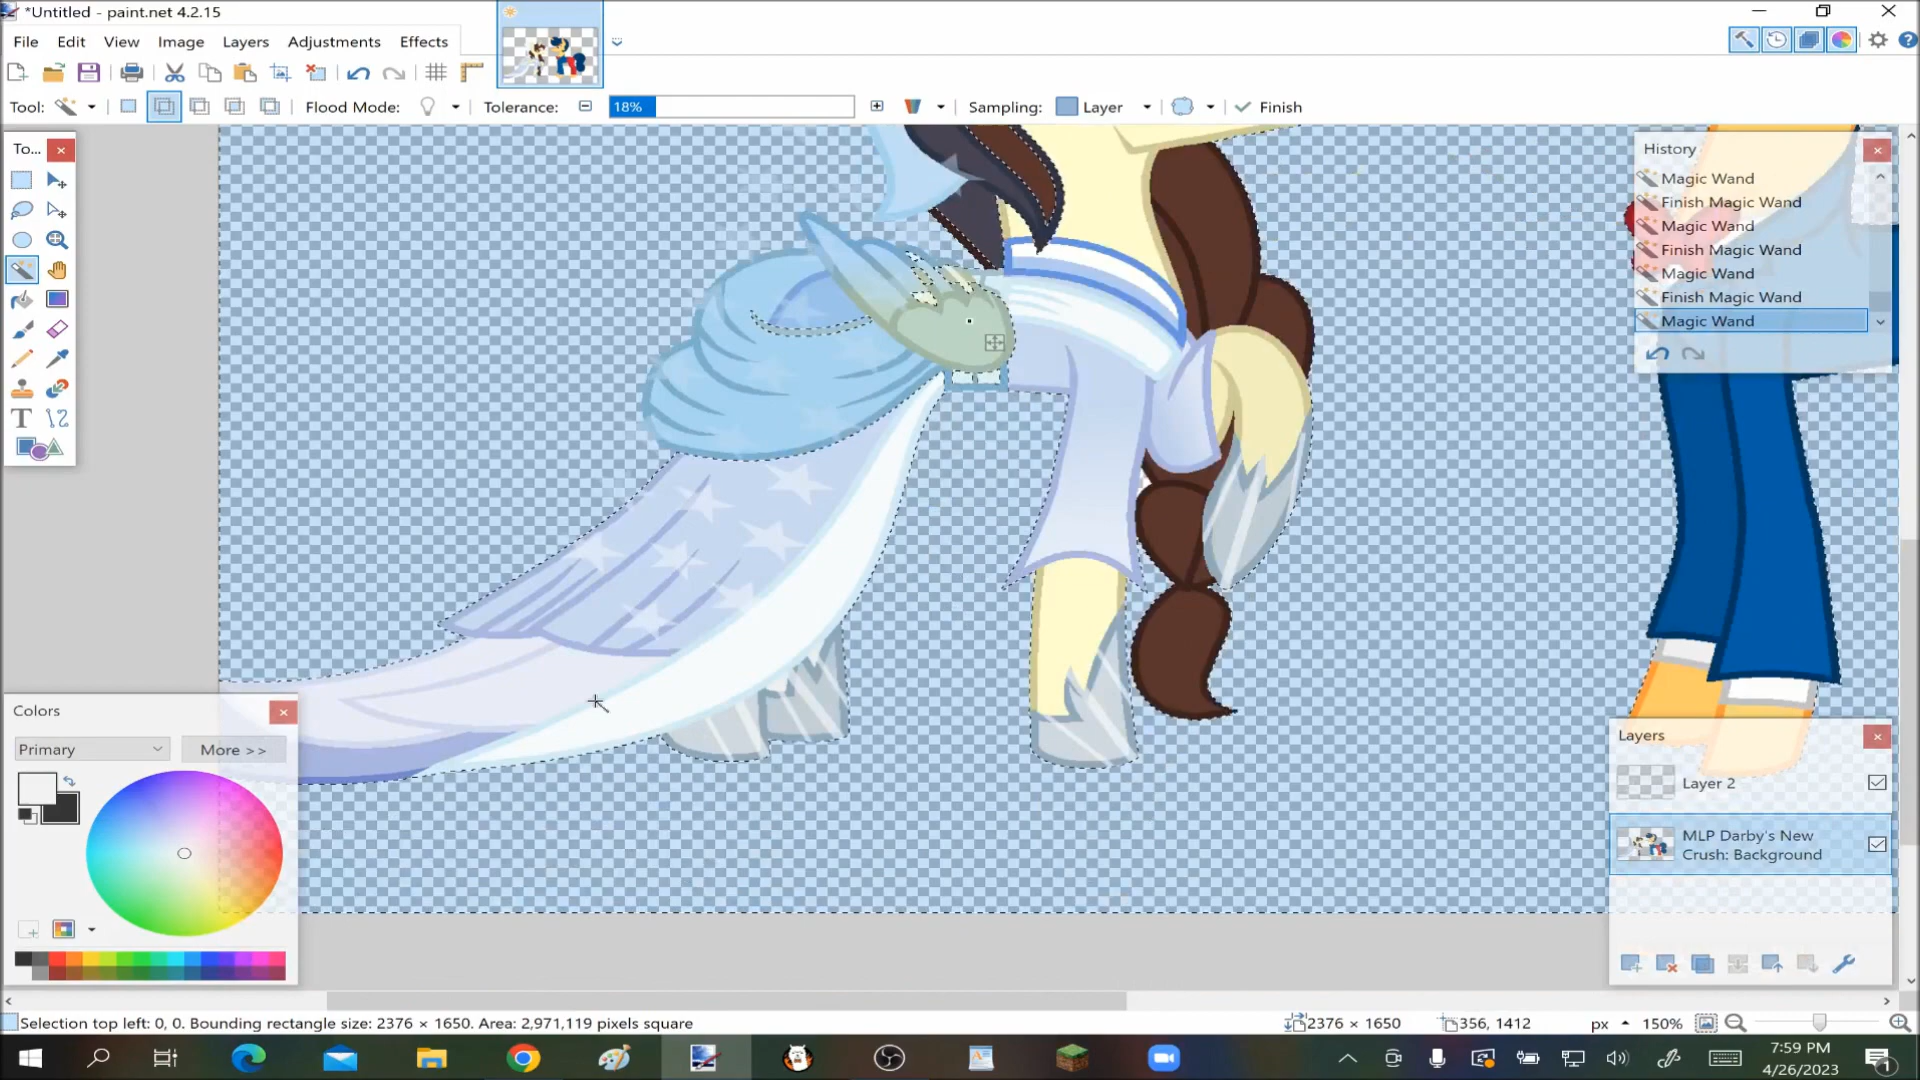 *Untitled - paint.net 4.2.15
File Edit View Image Layers Adjustments Effects
Tool: Flood Mode: Tolerance: 18% Sampling: Layer Finish
To...
History
Magic Wand
Finish Magic Wand
Magic Wand
Finish Magic Wand
Magic Wand
Finish Magic Wand
Magic Wand
Colors
Primary More >>
Layers
Layer 2
MLP Darby's New
Crush: Background
Selection top left: 0, 0. Bounding rectangle size: 2376 × 1650. Area: 2,971,119 pixels square 2376 × 1650 356, 1412 px 150%
7:59 PM
4/26/2023
1